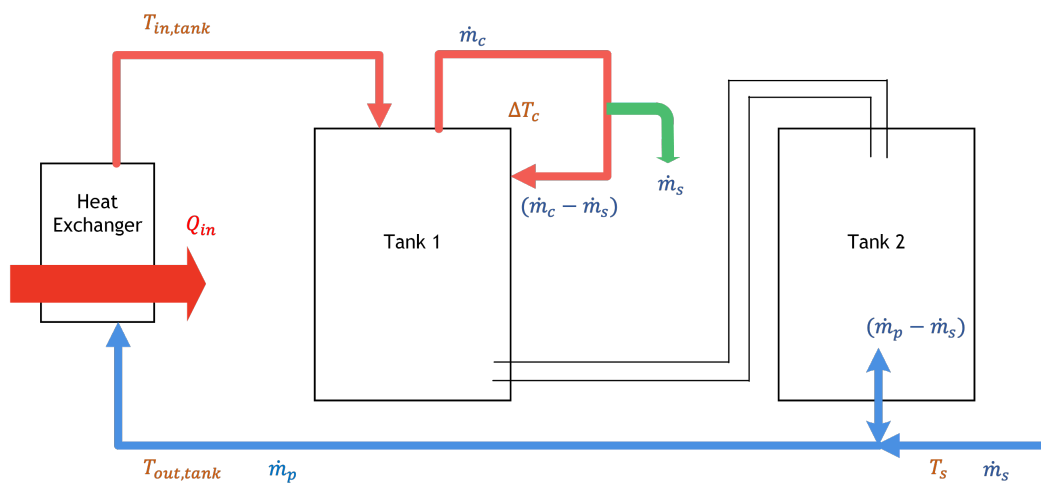 T_{in,tank}
ṁ_c
ΔT_c
ṁ_s
(ṁ_c − ṁ_s)
Heat
Exchanger
Q_{in}
Tank 1
Tank 2
(ṁ_p − ṁ_s)
T_{out,tank}
ṁ_p
T_s
ṁ_s